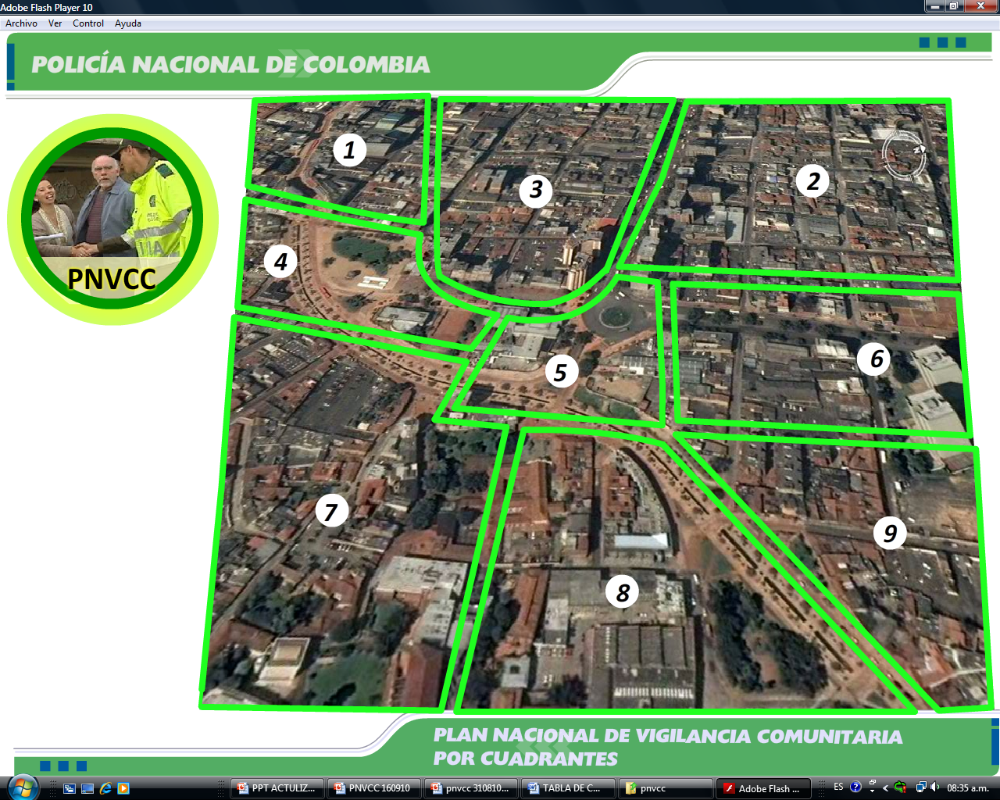 Adobe Flash Player 10
Archivo Ver Control Ayuda
POLICÍA NACIONAL DE COLOMBIA
1
3
2
4
PNVCC
6
5
7
9
8
PLAN NACIONAL DE VIGILANCIA COMUNITARIA
POR CUADRANTES
PPT ACTULIZ... PNVCC 160910 pnvcc 310810... TABLA DE C... pnvcc Adobe Flash ... ES 08:35 a.m.